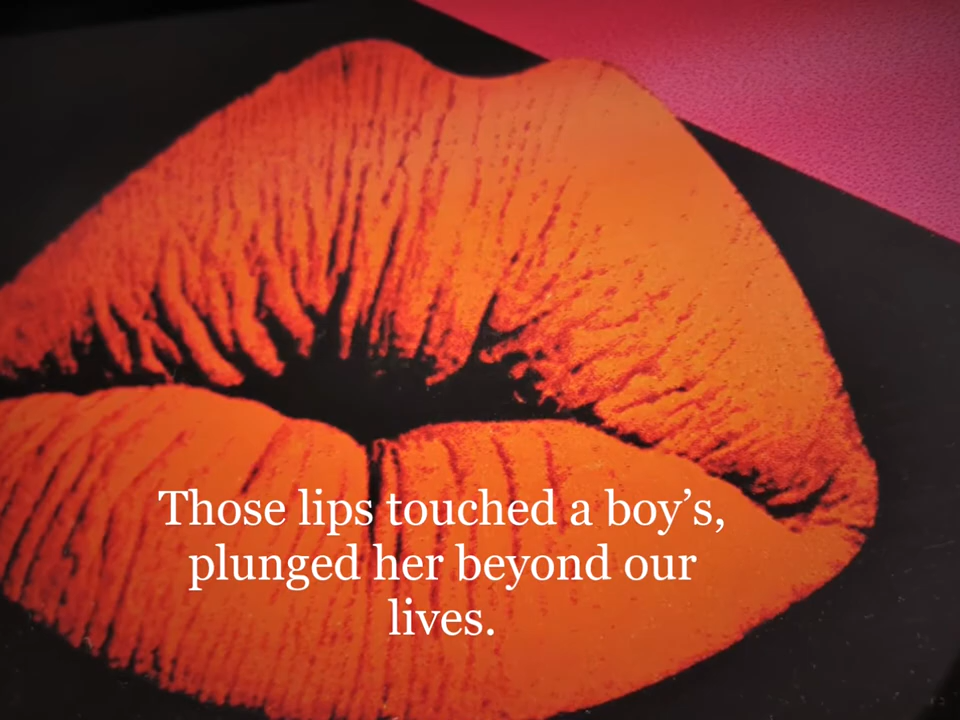 Those lips touched a boy’s,
plunged her beyond our
lives.